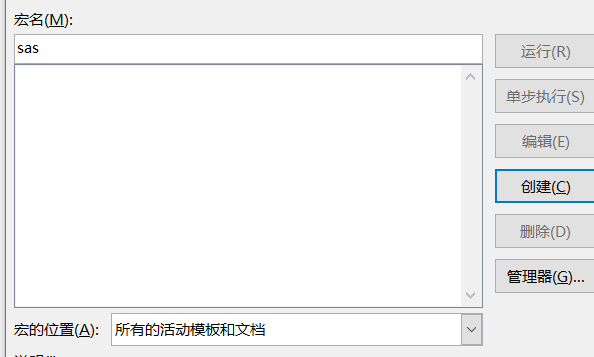 宏名(M):
sas
运行(R)
单步执行(S)
编辑(E)
创建(C)
删除(D)
管理器(G)...
宏的位置(A):
所有的活动模板和文档